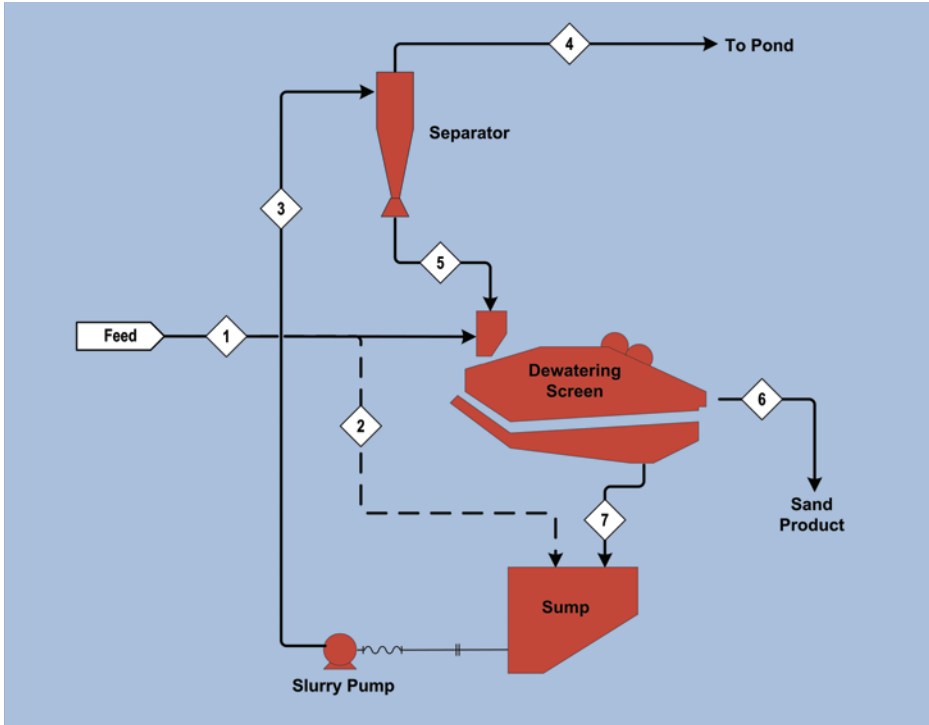 4
To Pond
Separator
3
5
Feed
1
Dewatering
Screen
2
6
Sand
Product
7
Sump
Slurry Pump